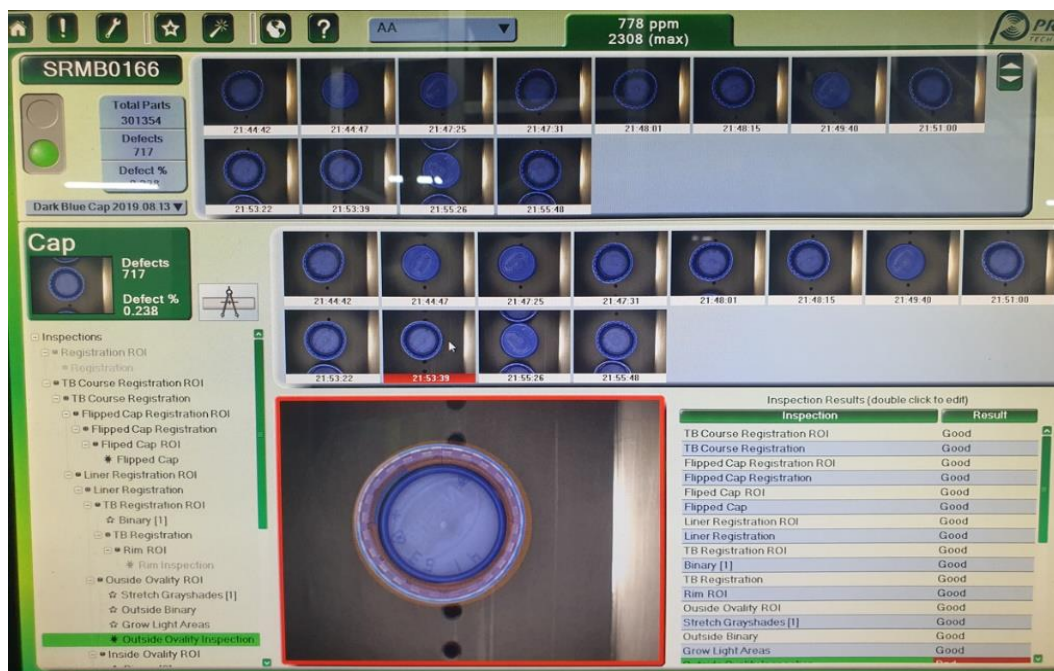 AA
778 ppm
2308 (max)
TECH
SRMB0166
Total Parts
301354
Defects
717
Defect %
0.238
Dark Blue Cap 2019.08.13
21:44:42 21:44:47 21:47:25 21:47:31 21:48:01 21:48:15 21:49:40 21:51:00
21:53:22 21:53:39 21:55:26 21:55:48
Cap
Defects
717
Defect %
0.238
21:44:42 21:44:47 21:47:25 21:47:31 21:48:01 21:48:15 21:49:40 21:51:00
21:53:22 21:53:39 21:55:26 21:55:48
Inspections
Registration ROI
Registration
TB Course Registration ROI
TB Course Registration
Flipped Cap Registration ROI
Flipped Cap Registration
Fliped Cap ROI
Flipped Cap
Liner Registration ROI
Liner Registration
TB Registration ROI
Binary [1]
TB Registration
Rim ROI
Rim Inspection
Ouside Ovality ROI
Stretch Grayshades [1]
Outside Binary
Grow Light Areas
Outside Ovality Inspection
Inside Ovality ROI
Inspection Results (double click to edit)
Inspection Result
TB Course Registration ROI Good
TB Course Registration Good
Flipped Cap Registration ROI Good
Flipped Cap Registration Good
Fliped Cap ROI Good
Flipped Cap Good
Liner Registration ROI Good
Liner Registration Good
TB Registration ROI Good
Binary [1] Good
TB Registration Good
Rim ROI Good
Ouside Ovality ROI Good
Stretch Grayshades [1] Good
Outside Binary Good
Grow Light Areas Good